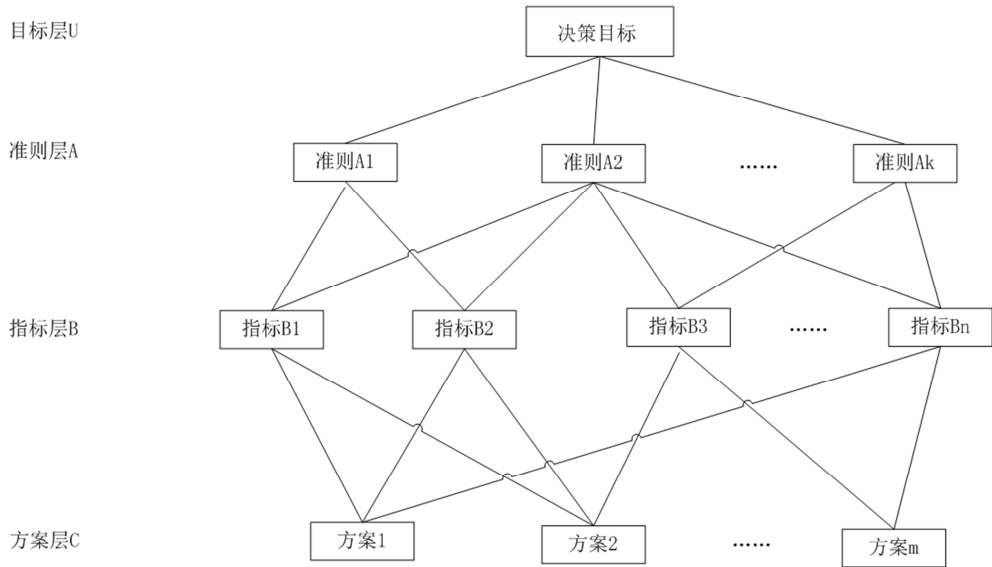 目标层U
决策目标
准则层A
准则A1
准则A2
……
准则Ak
指标层B
指标B1
指标B2
指标B3
……
指标Bn
方案层C
方案1
方案2
……
方案m